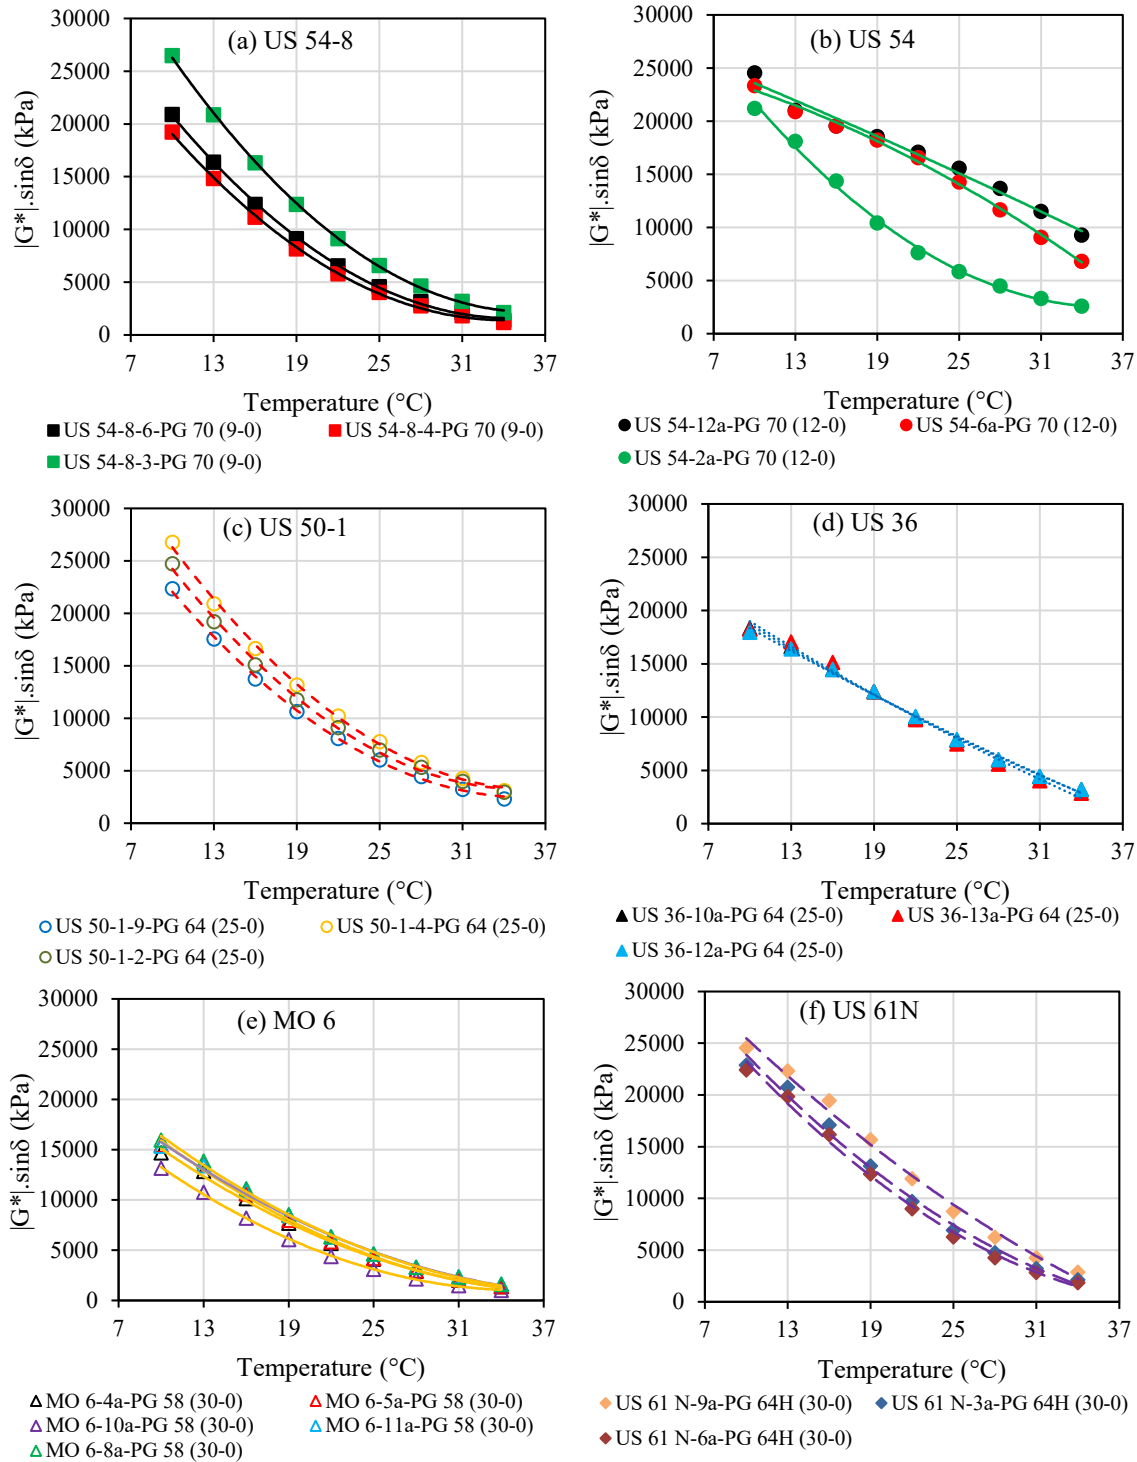 (a) US 54-8
30000
25000
20000
15000
10000
5000
0
7 13 19 25 31 37
|G*|.sinδ (kPa)
Temperature (°C)
US 54-8-6-PG 70 (9-0) US 54-8-4-PG 70 (9-0)
US 54-8-3-PG 70 (9-0)
(b) US 54
30000
25000
20000
15000
10000
5000
0
7 13 19 25 31 37
|G*|.sinδ (kPa)
Temperature (°C)
US 54-12a-PG 70 (12-0) US 54-6a-PG 70 (12-0)
US 54-2a-PG 70 (12-0)
(c) US 50-1
30000
25000
20000
15000
10000
5000
0
7 13 19 25 31 37
|G*|.sinδ (kPa)
Temperature (°C)
US 50-1-9-PG 64 (25-0) US 50-1-4-PG 64 (25-0)
US 50-1-2-PG 64 (25-0)
(d) US 36
30000
25000
20000
15000
10000
5000
0
7 13 19 25 31 37
|G*|.sinδ (kPa)
Temperature (°C)
US 36-10a-PG 64 (25-0) US 36-13a-PG 64 (25-0)
US 36-12a-PG 64 (25-0)
(e) MO 6
30000
25000
20000
15000
10000
5000
0
7 13 19 25 31 37
|G*|.sinδ (kPa)
Temperature (°C)
MO 6-4a-PG 58 (30-0) MO 6-5a-PG 58 (30-0)
MO 6-10a-PG 58 (30-0) MO 6-11a-PG 58 (30-0)
MO 6-8a-PG 58 (30-0)
(f) US 61N
30000
25000
20000
15000
10000
5000
0
7 13 19 25 31 37
|G*|.sinδ (kPa)
Temperature (°C)
US 61 N-9a-PG 64H (30-0) US 61 N-3a-PG 64H (30-0)
US 61 N-6a-PG 64H (30-0)